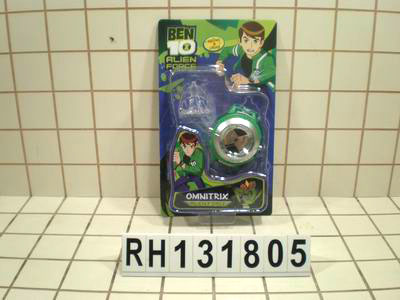 BEN
10
ALIEN
FORCE
OMNITRIX
RH131805